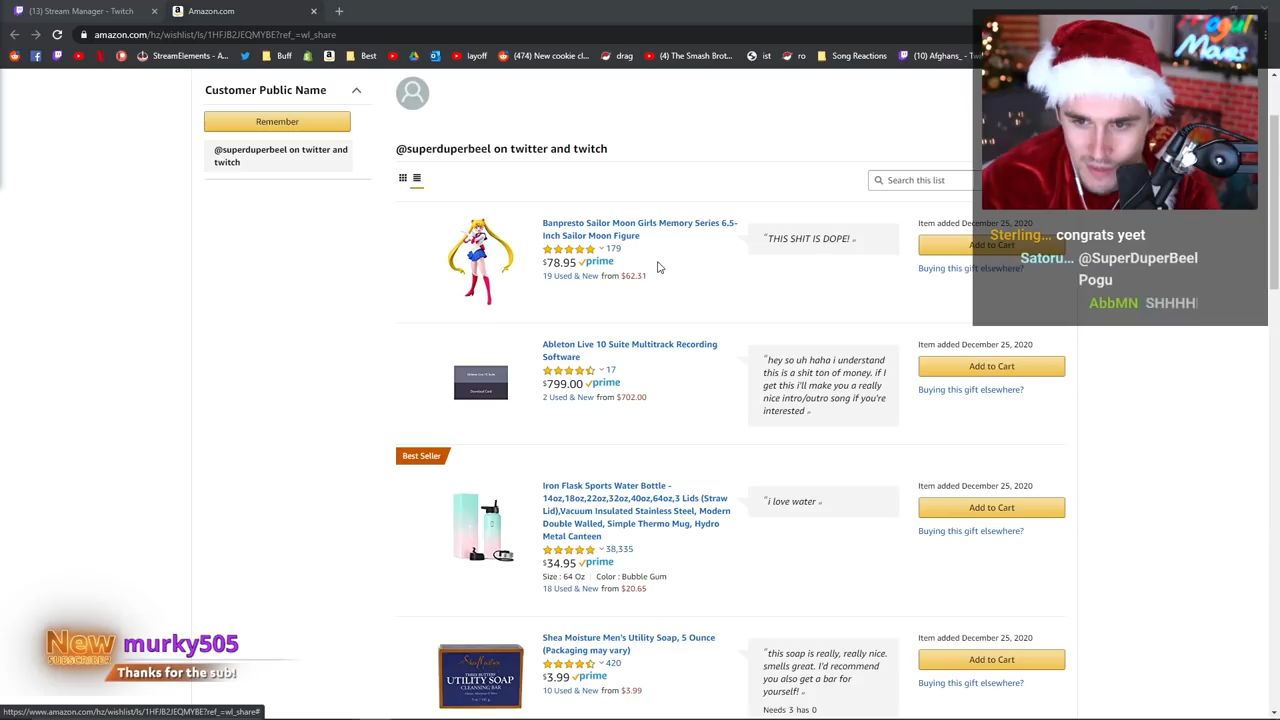 (13) Stream Manager - Twitch
Amazon.com
amazon.com/hz/wishlist/ls/1HFJB2JEQMYBE?ref_=wl_share
StreamElements - A...
Buff
Best
layoff
(474) New cookie cl...
drag
(4) The Smash Brot...
ist
ro
Song Reactions
(10) Afghans_ - Tw
Mogul
Moves
Customer Public Name
Remember
@superduperbeel on twitter and
twitch
@superduperbeel on twitter and twitch
Search this list
Sterling... congrats yeet
Satoru... @SuperDuperBeel
Pogu
AbbMN SHHHH
Banpresto Sailor Moon Girls Memory Series 6.5-
Inch Sailor Moon Figure
179
$78.95 prime
19 Used & New from $62.31
"THIS SHIT IS DOPE! "
Item added December 25, 2020
Add to Cart
Buying this gift elsewhere?
Ableton Live 10 Suite Multitrack Recording
Software
17
$799.00 prime
2 Used & New from $702.00
"hey so uh haha i understand
this is a shit ton of money. if I
get this i'll make you a really
nice intro/outro song if you're
interested "
Item added December 25, 2020
Add to Cart
Buying this gift elsewhere?
Best Seller
Iron Flask Sports Water Bottle -
14oz,18oz,22oz,32oz,40oz,64oz,3 Lids (Straw
Lid),Vacuum Insulated Stainless Steel, Modern
Double Walled, Simple Thermo Mug, Hydro
Metal Canteen
38,335
$34.95 prime
Size : 64 Oz | Color : Bubble Gum
18 Used & New from $20.65
"i love water "
Item added December 25, 2020
Add to Cart
Buying this gift elsewhere?
Shea Moisture Men's Utility Soap, 5 Ounce
(Packaging may vary)
420
$3.99 prime
10 Used & New from $3.99
"this soap is really, really nice.
smells great. I'd recommend
you also get a bar for
yourself! "
Needs 3 has 0
Item added December 25, 2020
Add to Cart
Buying this gift elsewhere?
UTILITY SOAP
CLEANSING BAR
New
SUBSCRIBER
murky505
Thanks for the sub!
https://www.amazon.com/hz/wishlist/ls/1HFJB2JEQMYBE?ref_=wl_share#